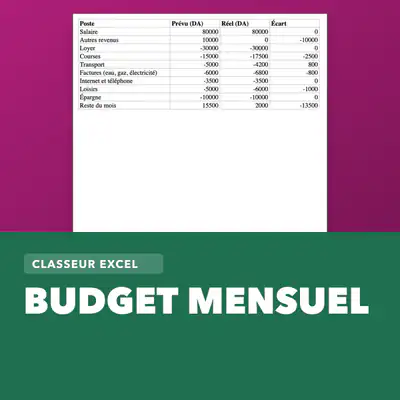 Poste Prévu (DA) Réel (DA) Écart
Salaire 80000 80000 0
Autres revenus 10000 0 -10000
Loyer -30000 -30000 0
Courses -15000 -17500 -2500
Transport -5000 -4200 800
Factures (eau, gaz, électricité) -6000 -6800 -800
Internet et téléphone -3500 -3500 0
Loisirs -5000 -6000 -1000
Épargne -10000 -10000 0
Reste du mois 15500 2000 -13500
CLASSEUR EXCEL
BUDGET MENSUEL